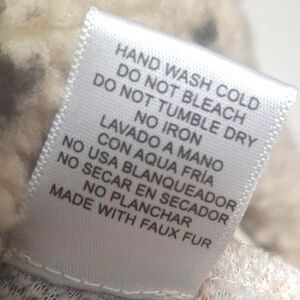 HAND WASH COLD
DO NOT BLEACH
DO NOT TUMBLE DRY
NO IRON
LAVADO A MANO
CON AQUA FRÍA
NO USA BLANQUEADOR
NO SECAR EN SECADOR
NO PLANCHAR
MADE WITH FAUX FUR